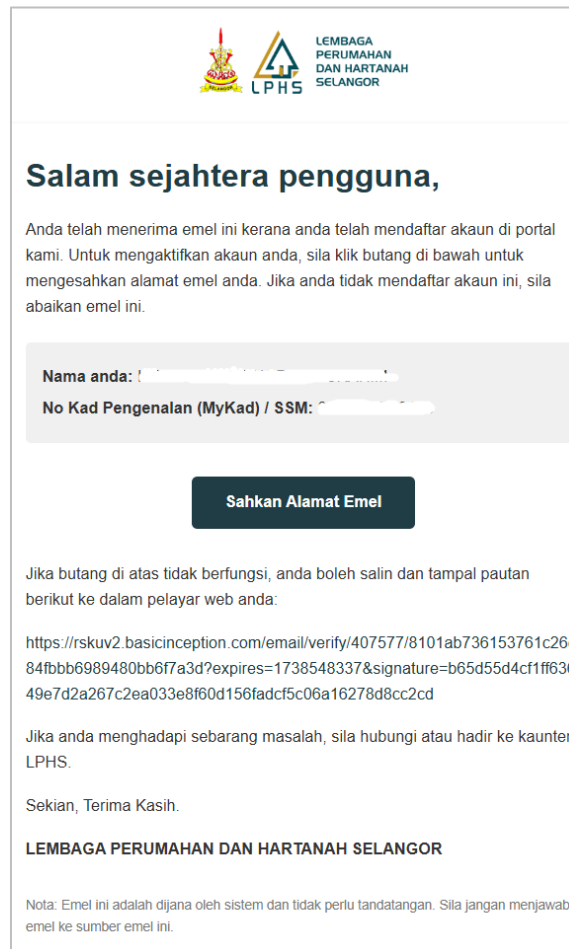 LEMBAGA
PERUMAHAN
DAN HARTANAH
SELANGOR
LPHS
SELANGOR
Salam sejahtera pengguna,
Anda telah menerima emel ini kerana anda telah mendaftar akaun di portal
kami. Untuk mengaktifkan akaun anda, sila klik butang di bawah untuk
mengesahkan alamat emel anda. Jika anda tidak mendaftar akaun ini, sila
abaikan emel ini.
Nama anda:
No Kad Pengenalan (MyKad) / SSM:
Sahkan Alamat Emel
Jika butang di atas tidak berfungsi, anda boleh salin dan tampal pautan
berikut ke dalam pelayar web anda:
https://rskuv2.basicinception.com/email/verify/407577/8101ab736153761c26
84fbbb6989480bb6f7a3d?expires=1738548337&signature=b65d55d4cf1ff63
49e7d2a267c2ea033e8f60d156fadcf5c06a16278d8cc2cd
Jika anda menghadapi sebarang masalah, sila hubungi atau hadir ke kaunter
LPHS.
Sekian, Terima Kasih.
LEMBAGA PERUMAHAN DAN HARTANAH SELANGOR
Nota: Emel ini adalah dijana oleh sistem dan tidak perlu tandatangan. Sila jangan menjawab
emel ke sumber emel ini.